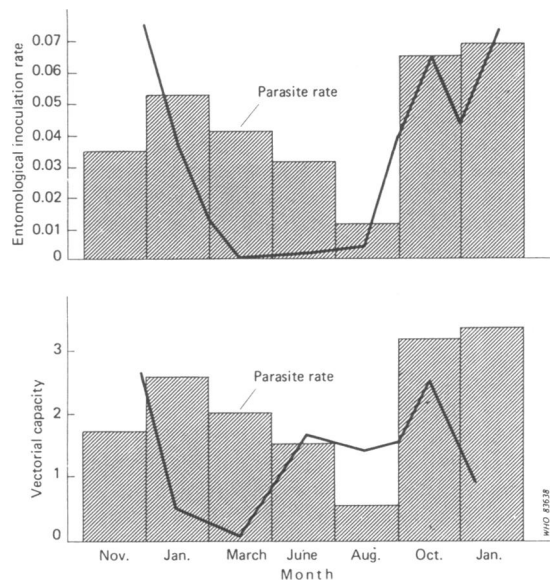 0.07
0.06
0.05
0.04
0.03
0.02
0.01
0
Entomological inoculation rate
Parasite rate
3
2
1
0
Vectorial capacity
Parasite rate
Nov. Jan. March June Aug. Oct. Jan.
Month
WHO 83638